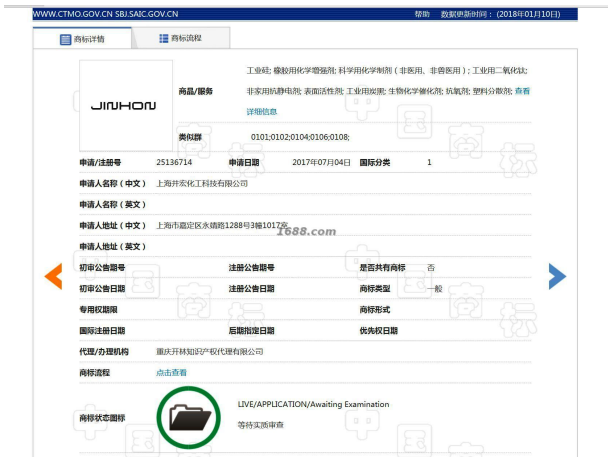 WWW.CTMO.GOV.CN SBJ.SAIC.GOV.CN 帮助 数据更新时间： (2018年01月10日)
商标详情 商标流程
JINHON
商品/服务
工业硅; 橡胶用化学增强剂; 科学用化学制剂（非医用、非兽医用）; 工业用二氧化钛;
非家用抗静电剂; 表面活性剂; 工业用炭黑; 生物化学催化剂; 抗氧剂; 塑料分散剂; 查看
详细信息
类似群 0101;0102;0104;0106;0108;
申请/注册号 25136714 申请日期 2017年07月04日 国际分类 1
申请人名称（中文） 上海幵宏化工科技有限公司
申请人名称（英文）
申请人地址（中文） 上海市嘉定区永靖路1288号3幢1017室
1688.com
申请人地址（英文）
初审公告期号 注册公告期号 是否共有商标 否
初审公告日期 注册公告日期 商标类型 一般
专用权期限 商标形式
国际注册日期 后期指定日期 优先权日期
代理/办理机构 重庆开林知识产权代理有限公司
商标流程 点击查看
商标状态图标
LIVE/APPLICATION/Awaiting Examination
等待实质审查
中国商标